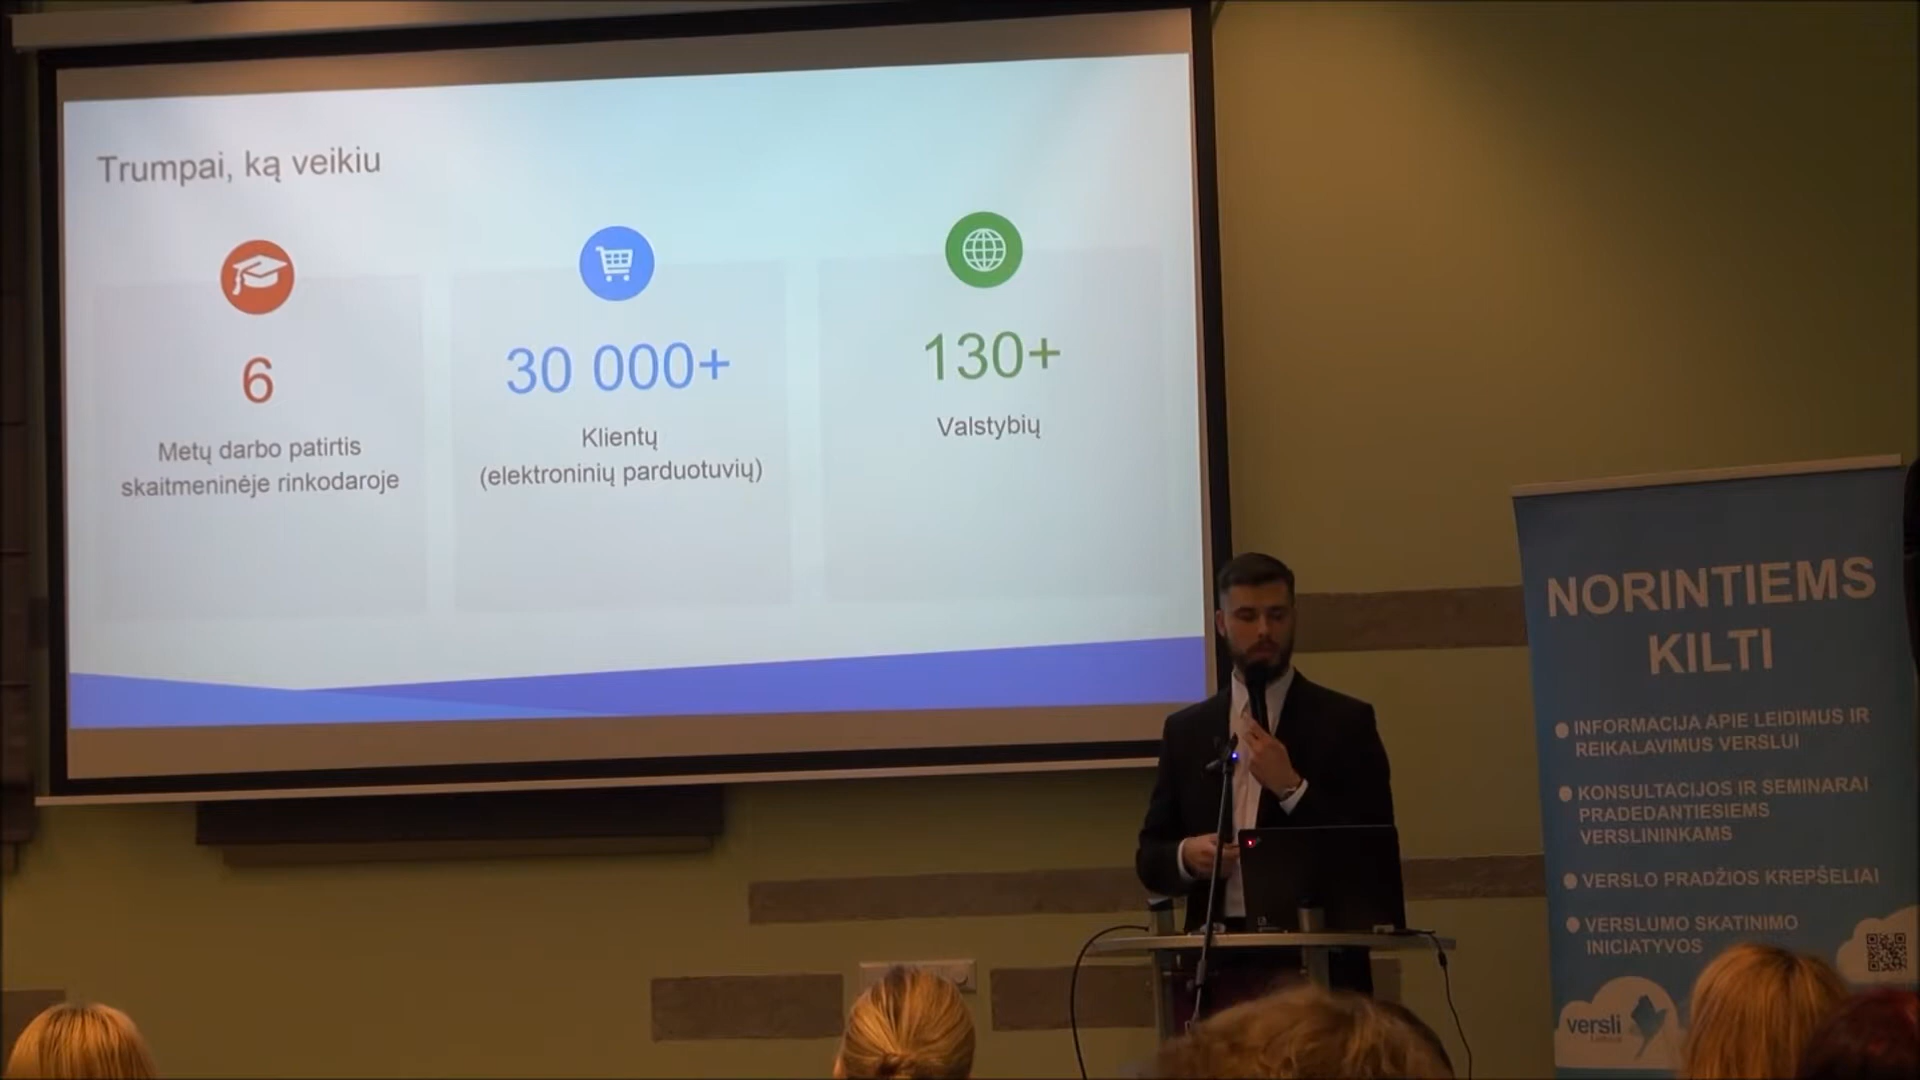 Trumpai, ką veikiu
6
Metų darbo patirtis
skaitmeninėje rinkodaroje
30 000+
Klientų
(elektroninių parduotuvių)
130+
Valstybių
NORINTIEMS
KILTI
INFORMACIJA APIE LEIDIMUS IR
REIKALAVIMUS VERSLUI
KONSULTACIJOS IR SEMINARAI
PRADEDANTIESIEMS
VERSLININKAMS
VERSLO PRADŽIOS KREPŠELIAI
VERSLUMO SKATINIMO
INICIATYVOS
versli
Lietuva